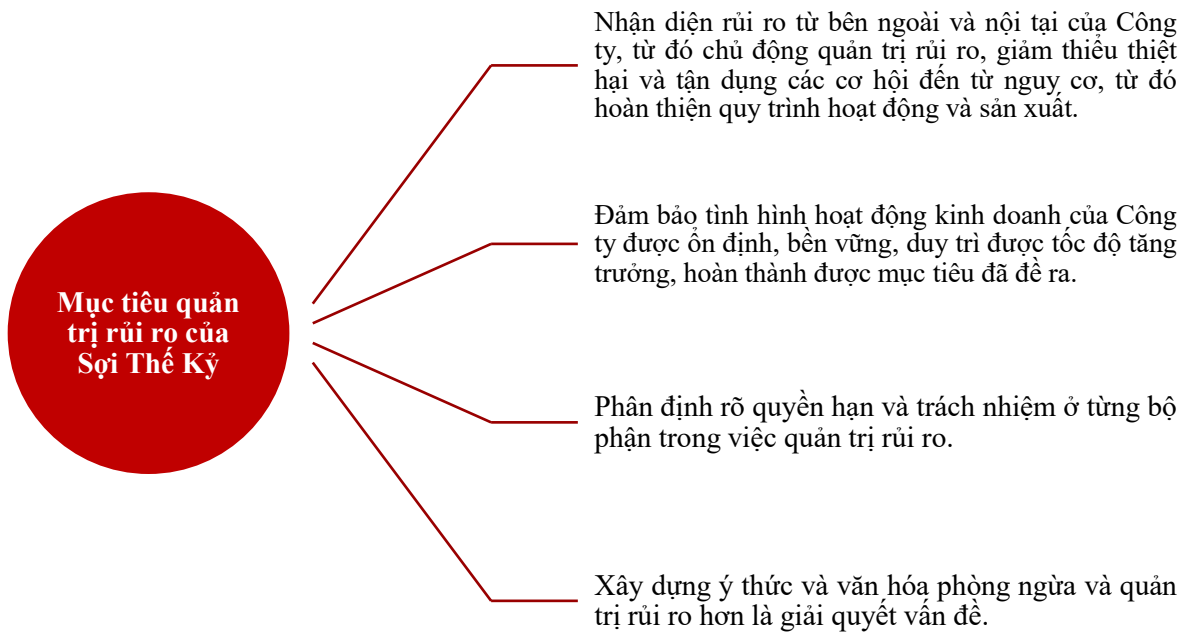 Nhận diện rủi ro từ bên ngoài và nội tại của Công
ty, từ đó chủ động quản trị rủi ro, giảm thiểu thiệt
hại và tận dụng các cơ hội đến từ nguy cơ, từ đó
hoàn thiện quy trình hoạt động và sản xuất.
Đảm bảo tình hình hoạt động kinh doanh của Công
ty được ổn định, bền vững, duy trì được tốc độ tăng
trưởng, hoàn thành được mục tiêu đã đề ra.
Mục tiêu quản
trị rủi ro của
Sợi Thế Kỷ
Phân định rõ quyền hạn và trách nhiệm ở từng bộ
phận trong việc quản trị rủi ro.
Xây dựng ý thức và văn hóa phòng ngừa và quản
trị rủi ro hơn là giải quyết vấn đề.